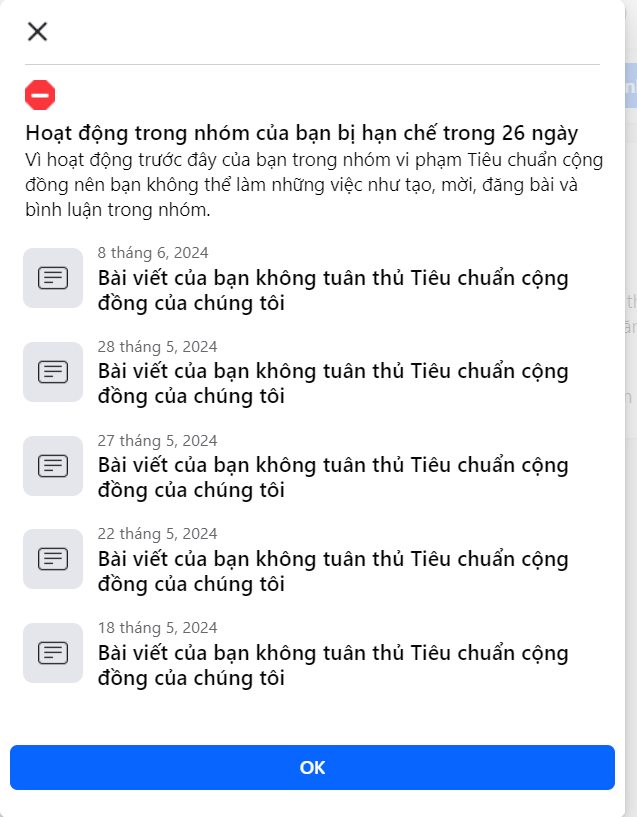 Hoạt động trong nhóm của bạn bị hạn chế trong 26 ngày
Vì hoạt động trước đây của bạn trong nhóm vi phạm Tiêu chuẩn cộng
đồng nên bạn không thể làm những việc như tạo, mời, đăng bài và
bình luận trong nhóm.
8 tháng 6, 2024
Bài viết của bạn không tuân thủ Tiêu chuẩn cộng
đồng của chúng tôi
28 tháng 5, 2024
Bài viết của bạn không tuân thủ Tiêu chuẩn cộng
đồng của chúng tôi
27 tháng 5, 2024
Bài viết của bạn không tuân thủ Tiêu chuẩn cộng
đồng của chúng tôi
22 tháng 5, 2024
Bài viết của bạn không tuân thủ Tiêu chuẩn cộng
đồng của chúng tôi
18 tháng 5, 2024
Bài viết của bạn không tuân thủ Tiêu chuẩn cộng
đồng của chúng tôi
OK